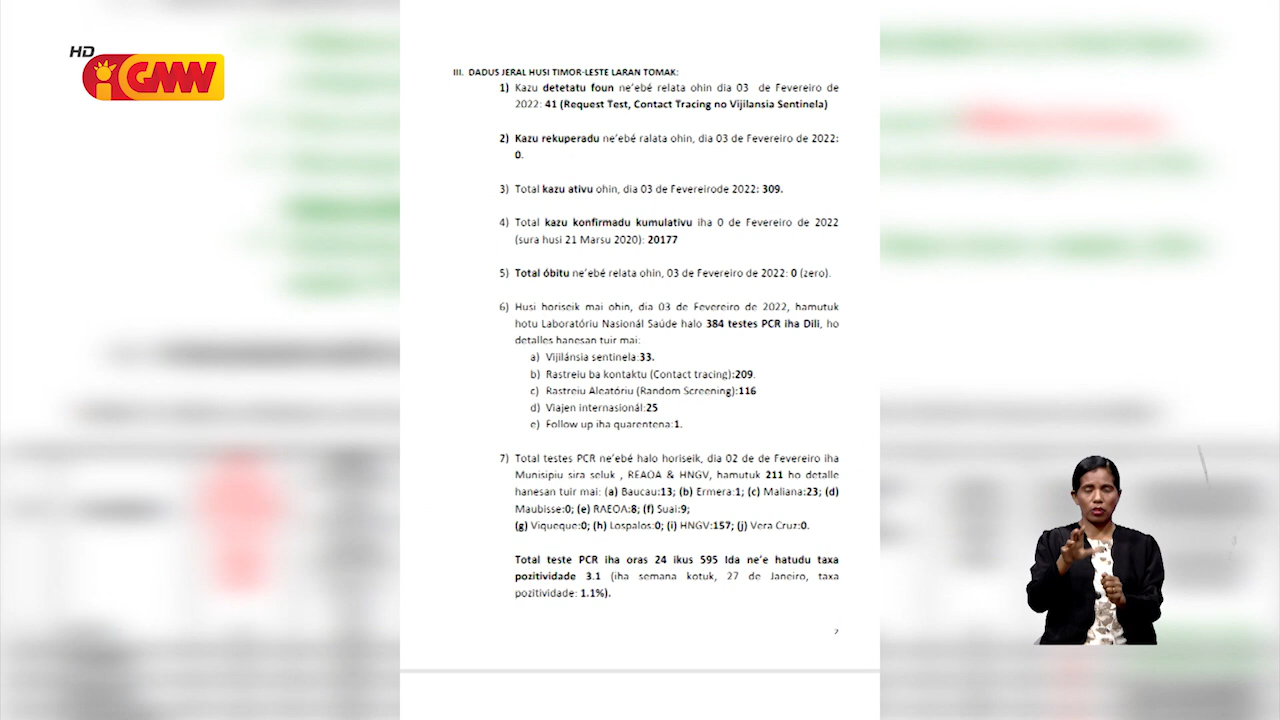 HD
GMN
III. DADUS JERAL HUSI TIMOR-LESTE LARAN TOMAK:
1) Kazu detetatu foun ne'ebé relata ohin dia 03 de Fevereiro de
2022: 41 (Request Test, Contact Tracing no Vijilansia Sentinela)
2) Kazu rekuperadu ne'ebé ralata ohin, dia 03 de Fevereiro de 2022:
0.
3) Total kazu ativu ohin, dia 03 de Fevereirode 2022: 309.
4) Total kazu konfirmadu kumulativu iha 0 de Fevereiro de 2022
(sura husi 21 Marsu 2020): 20177
5) Total óbitu ne'ebé relata ohin, 03 de Fevereiro de 2022: 0 (zero).
6) Husi horiseik mai ohin, dia 03 de Fevereiro de 2022, hamutuk
hotu Laboratóriu Nasionál Saúde halo 384 testes PCR iha Dili, ho
detalles hanesan tuir mai:
a) Vijilánsia sentinela:33.
b) Rastreiu ba kontaktu (Contact tracing):209.
c) Rastreiu Aleatóriu (Random Screening):116
d) Viajen internasionál:25
e) Follow up iha quarentena:1.
7) Total testes PCR ne'ebé halo horiseik, dia 02 de de Fevereiro iha
Munisipiu sira seluk , REAOA & HNGV, hamutuk 211 ho detalle
hanesan tuir mai: (a) Baucau:13; (b) Ermera:1; (c) Maliana:23; (d)
Maubisse:0; (e) RAEOA:8; (f) Suai:9;
(g) Viqueque:0; (h) Lospalos:0; (i) HNGV:157; (j) Vera Cruz:0.
Total teste PCR iha oras 24 ikus 595 Ida ne'e hatudu taxa
pozitividade 3.1 (iha semana kotuk, 27 de Janeiro, taxa
pozitividade: 1.1%).
2